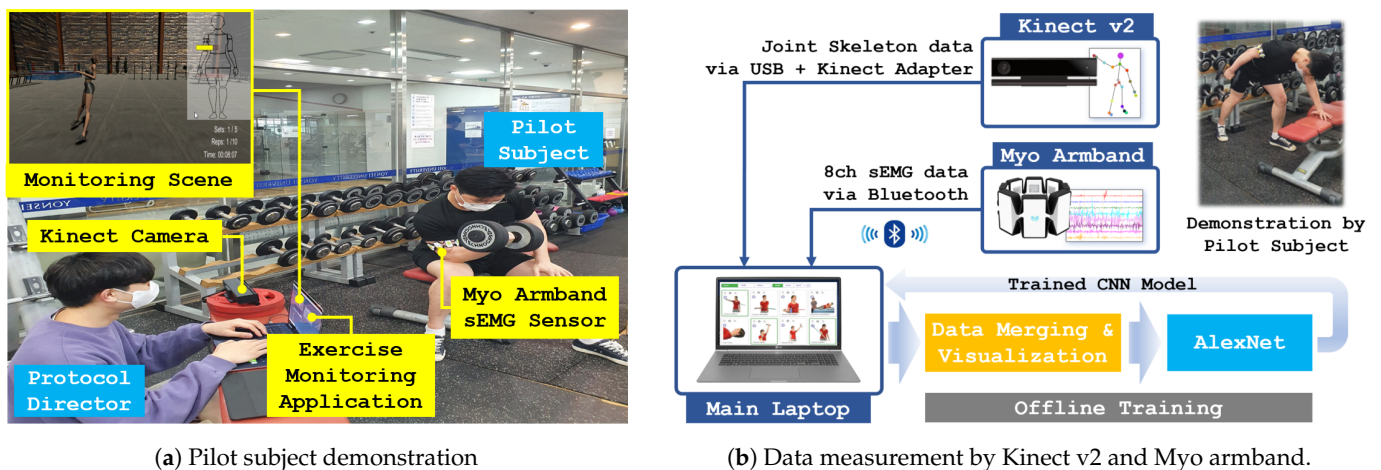 Sets: 1 / 5
Reps: 1 /10
Time: 00:08:07
Monitoring Scene
Kinect Camera
Pilot
Subject
YONSEI UNIVERSITY
Myo Armband
sEMG Sensor
Exercise
Monitoring
Application
Protocol
Director
(a) Pilot subject demonstration
Kinect v2
Joint Skeleton data
via USB + Kinect Adapter
Myo Armband
8ch sEMG data
via Bluetooth
Demonstration by
Pilot Subject
Trained CNN Model
Data Merging &
Visualization
AlexNet
Main Laptop
Offline Training
(b) Data measurement by Kinect v2 and Myo armband.